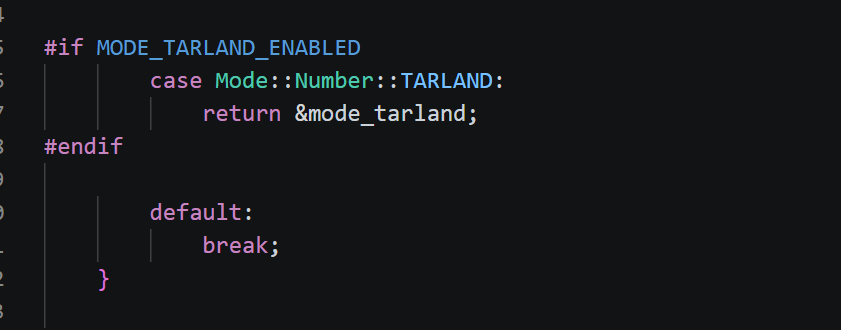 #if MODE_TARLAND_ENABLED
case Mode::Number::TARLAND:
return &mode_tarland;
#endif
default:
break;
}